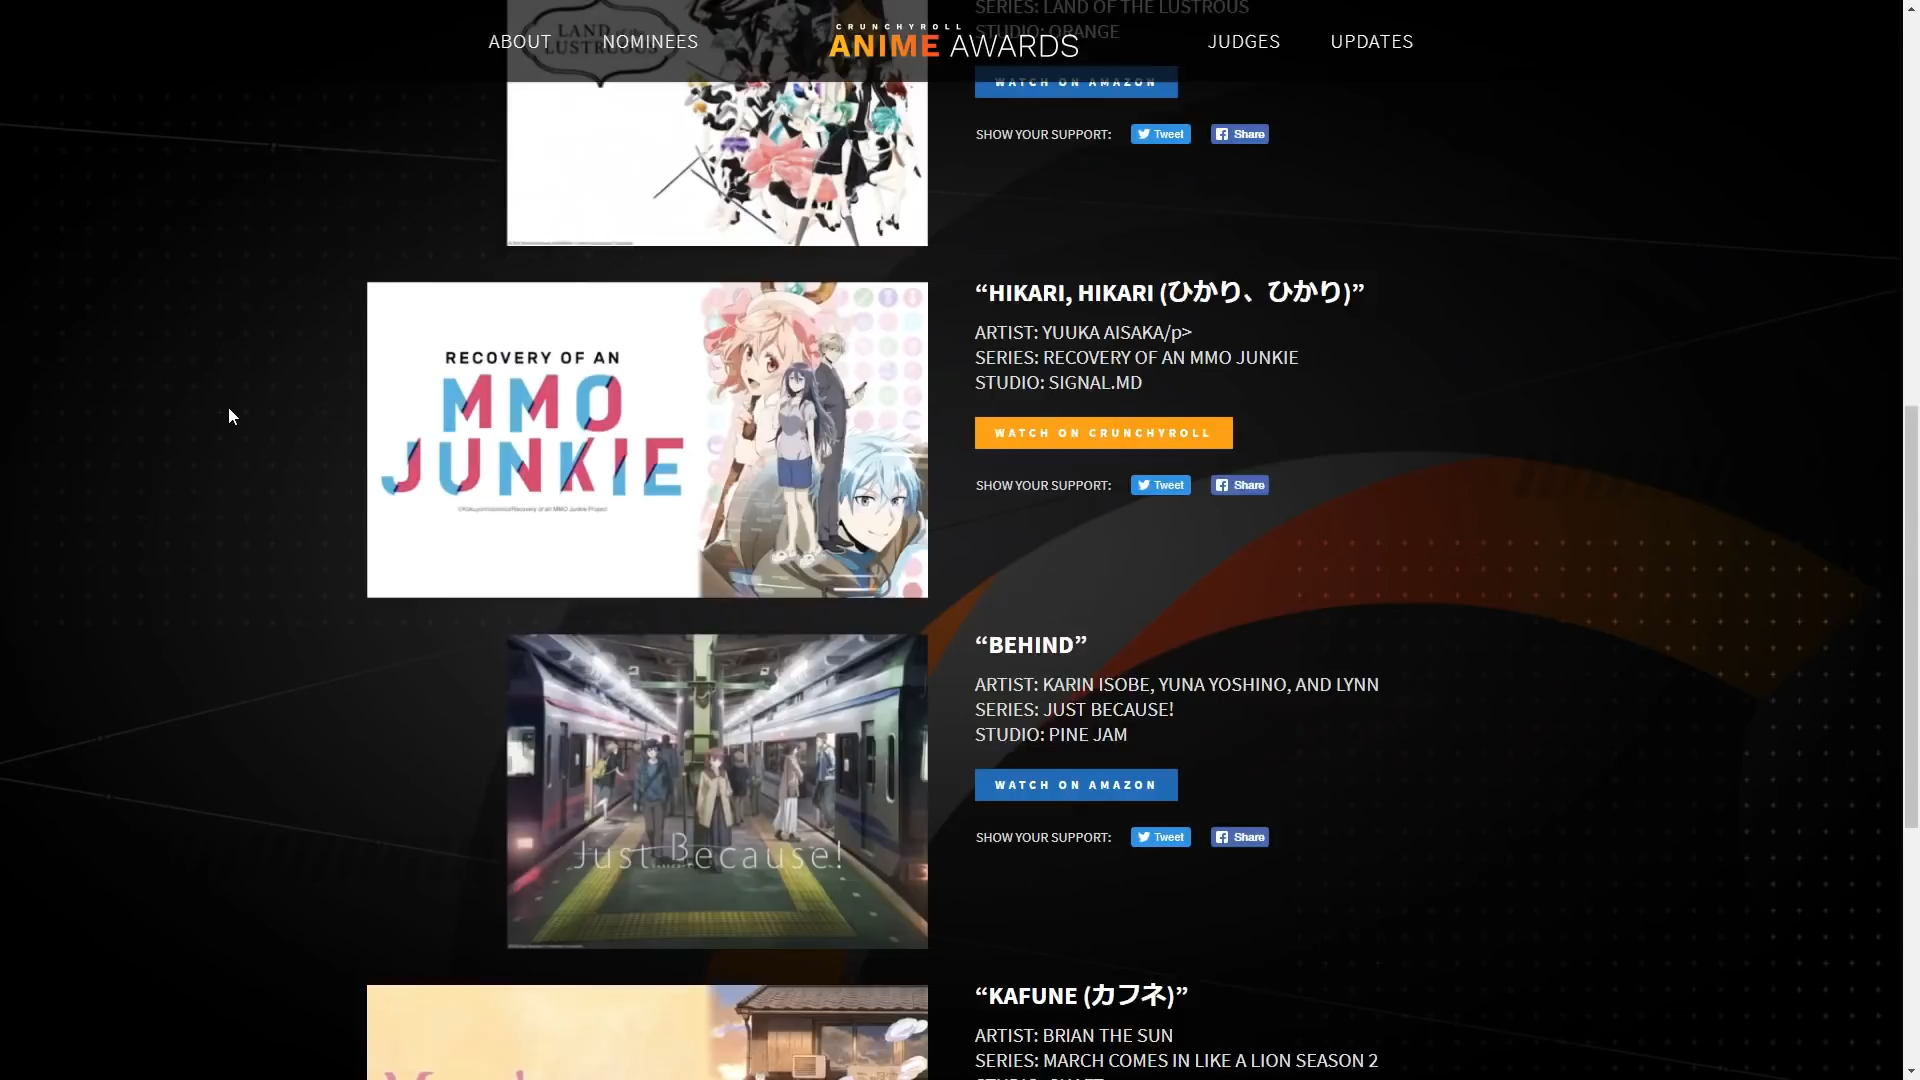 SERIES: LAND OF THE LUSTROUS
STUDIO: ORANGE
LAND
LUSTROUS
ABOUT
NOMINEES
CRUNCHYROLL
ANIME AWARDS
JUDGES
UPDATES
WATCH ON AMAZON
SHOW YOUR SUPPORT: Tweet Share
RECOVERY OF AN
MMO
JUNKIE
“HIKARI, HIKARI (ひかり、ひかり)”
ARTIST: YUUKA AISAKA/p>
SERIES: RECOVERY OF AN MMO JUNKIE
STUDIO: SIGNAL.MD
WATCH ON CRUNCHYROLL
SHOW YOUR SUPPORT: Tweet Share
Just Because!
“BEHIND”
ARTIST: KARIN ISOBE, YUNA YOSHINO, AND LYNN
SERIES: JUST BECAUSE!
STUDIO: PINE JAM
WATCH ON AMAZON
SHOW YOUR SUPPORT: Tweet Share
“KAFUNE (カフネ)”
ARTIST: BRIAN THE SUN
SERIES: MARCH COMES IN LIKE A LION SEASON 2